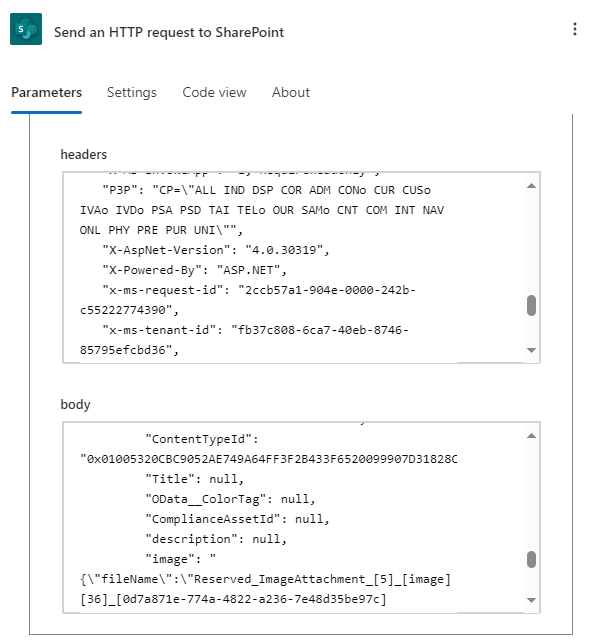 Send an HTTP request to SharePoint
Parameters Settings Code view About
headers
"P3P": "CP=\"ALL IND DSP COR ADM CONo CUR CUSo
IVAo IVDo PSA PSD TAI TELo OUR SAMo CNT COM INT NAV
ONL PHY PRE PUR UNI\"",
"X-AspNet-Version": "4.0.30319",
"X-Powered-By": "ASP.NET",
"x-ms-request-id": "2ccb57a1-904e-0000-242b-
c55222774390",
"x-ms-tenant-id": "fb37c808-6ca7-40eb-8746-
85795efcbd36",
body
"ContentTypeId":
"0x01005320CBC9052AE749A64FF3F2B433F6520099907D31828C
"Title": null,
"OData__ColorTag": null,
"ComplianceAssetId": null,
"description": null,
"image": "
{\"fileName\":\"Reserved_ImageAttachment_[5]_[image]
[36]_[0d7a871e-774a-4822-a236-7e48d35be97c]